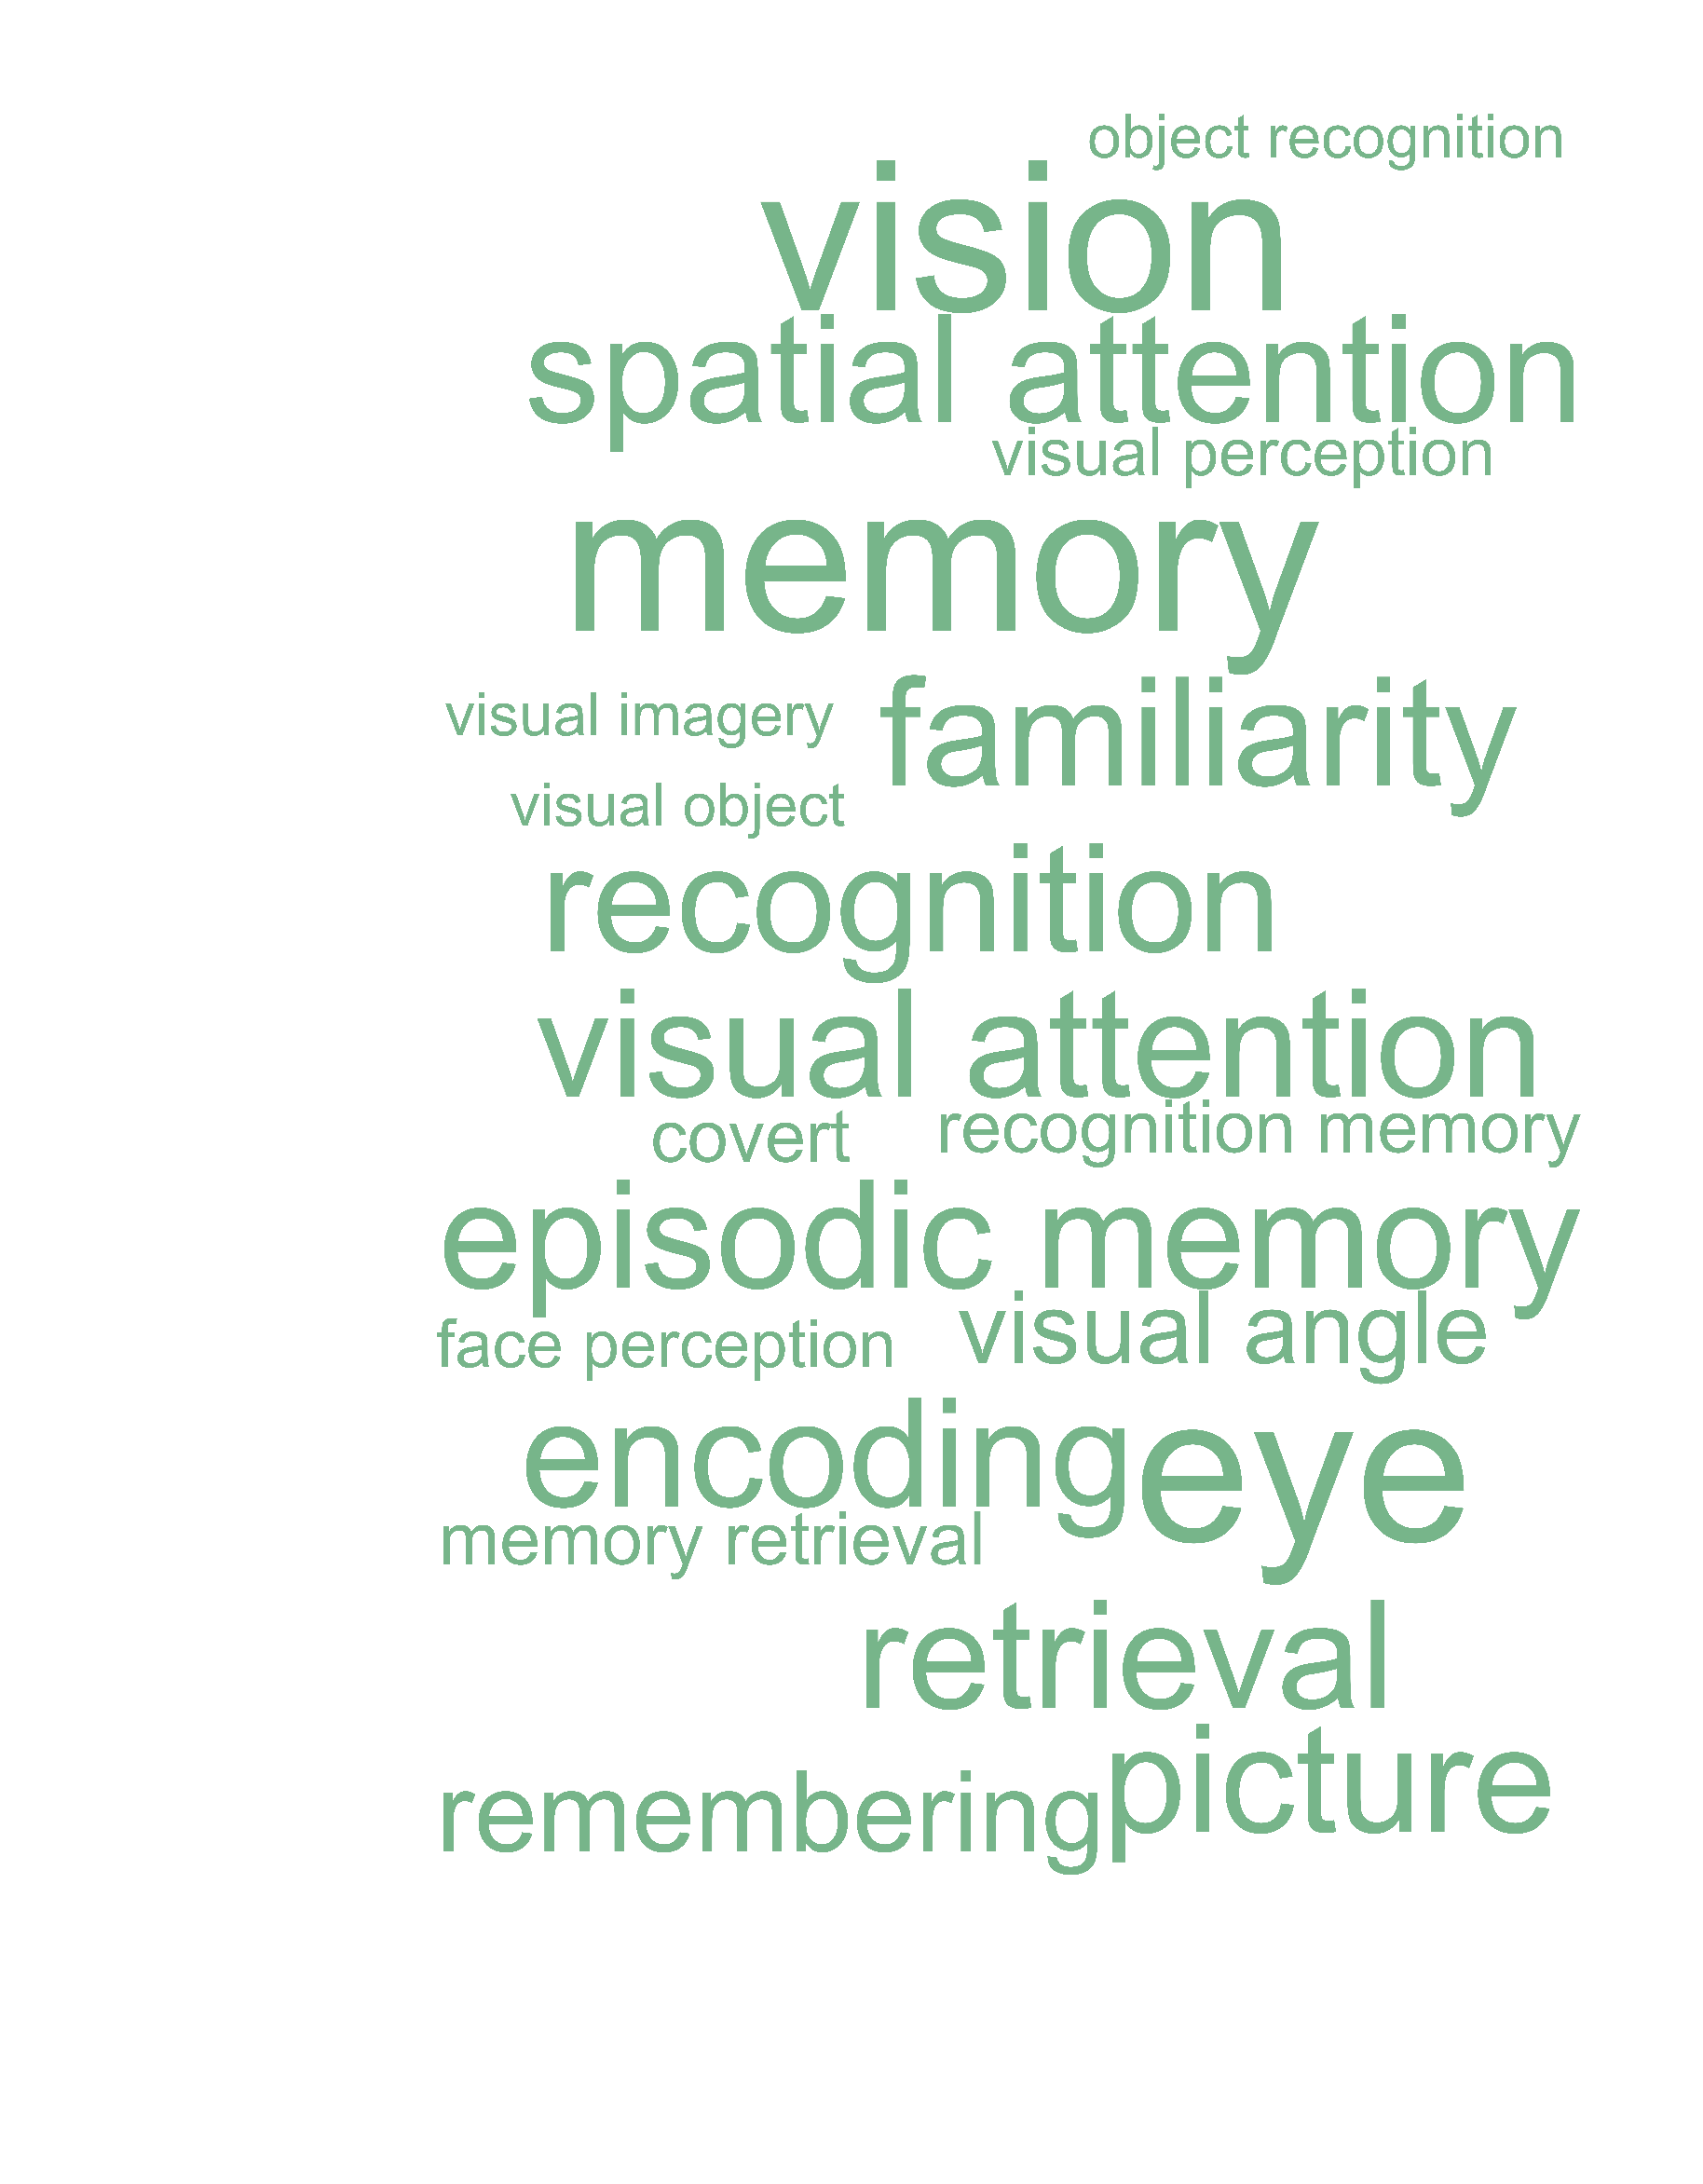 object recognition
vision
spatial attention
visual perception
memory
visual imagery
familiarity
visual object
recognition
visual attention
covert
recognition memory
episodic memory
face perception
visual angle
encoding
eye
memory retrieval
retrieval
remembering
picture